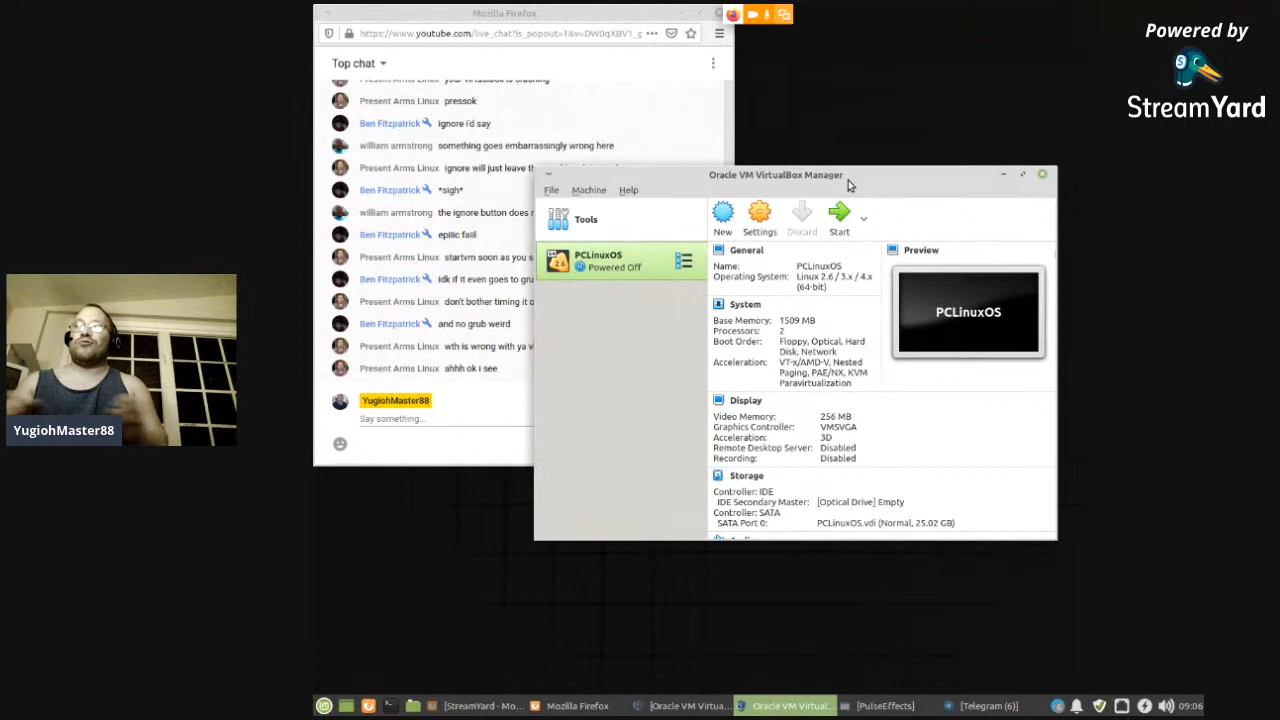 Mozilla Firefox
https://www.youtube.com/live_chat?is_popout=1&v=DW0qXBV1_g
Top chat
Present Arms Linux your virtualbox is crashing
Present Arms Linux pressok
Ben Fitzpatrick ignore i'd say
william armstrong something goes embarrassingly wrong here
Present Arms Linux ignore will just leave th
Ben Fitzpatrick *sigh*
william armstrong the ignore button does n
Ben Fitzpatrick epiiic faiil
Present Arms Linux startvm soon as you s
Ben Fitzpatrick idk if it even goes to gru
Present Arms Linux don't bother timing it c
Ben Fitzpatrick and no grub weird
Present Arms Linux wth is wrong with ya v
Present Arms Linux ahhh ok i see
YugiohMaster88
Say something...
Oracle VM VirtualBox Manager
File Machine Help
Tools
New Settings Discard Start
PCLinuxOS
Powered Off
General
Name: PCLinuxOS
Operating System: Linux 2.6 / 3.x / 4.x
(64-bit)
System
Base Memory: 1509 MB
Processors: 2
Boot Order: Floppy, Optical, Hard
Disk, Network
Acceleration: VT-x/AMD-V, Nested
Paging, PAE/NX, KVM
Paravirtualization
Display
Video Memory: 256 MB
Graphics Controller: VMSVGA
Acceleration: 3D
Remote Desktop Server: Disabled
Recording: Disabled
Storage
Controller: IDE
IDE Secondary Master: [Optical Drive] Empty
Controller: SATA
SATA Port 0: PCLinuxOS.vdi (Normal, 25.02 GB)
Preview
PCLinuxOS
Powered by
StreamYard
YugiohMaster88
[StreamYard - Mo... Mozilla Firefox [Oracle VM Virtua... Oracle VM Virtual... [PulseEffects] [Telegram (6)] 09:06